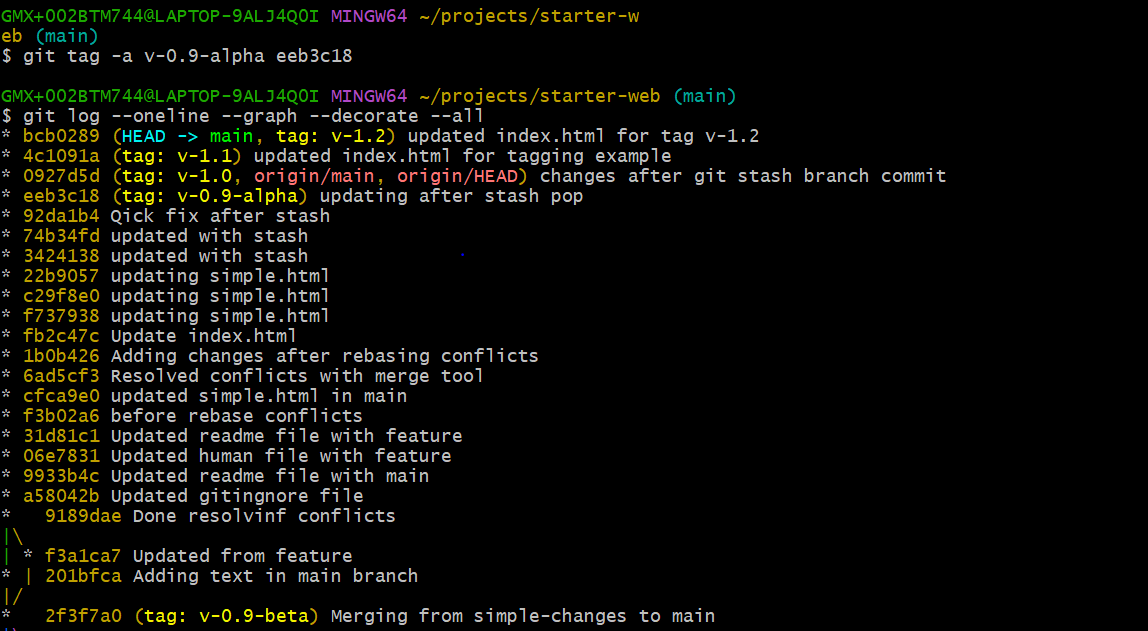 GMX+002BTM744@LAPTOP-9ALJ4Q0I MINGW64 ~/projects/starter-w
eb (main)
$ git tag -a v-0.9-alpha eeb3c18
GMX+002BTM744@LAPTOP-9ALJ4Q0I MINGW64 ~/projects/starter-web (main)
$ git log --oneline --graph --decorate --all
* bcb0289 (HEAD -> main, tag: v-1.2) updated index.html for tag v-1.2
* 4c1091a (tag: v-1.1) updated index.html for tagging example
* 0927d5d (tag: v-1.0, origin/main, origin/HEAD) changes after git stash branch commit
* eeb3c18 (tag: v-0.9-alpha) updating after stash pop
* 92da1b4 Qick fix after stash
* 74b34fd updated with stash
* 3424138 updated with stash
* 22b9057 updating simple.html
* c29f8e0 updating simple.html
* f737938 updating simple.html
* fb2c47c Update index.html
* 1b0b426 Adding changes after rebasing conflicts
* 6ad5cf3 Resolved conflicts with merge tool
* cfca9e0 updated simple.html in main
* f3b02a6 before rebase conflicts
* 31d81c1 Updated readme file with feature
* 06e7831 Updated human file with feature
* 9933b4c Updated readme file with main
* a58042b Updated gitingnore file
*   9189dae Done resolvinf conflicts
|\
| * f3a1ca7 Updated from feature
* | 201bfca Adding text in main branch
|/
*   2f3f7a0 (tag: v-0.9-beta) Merging from simple-changes to main